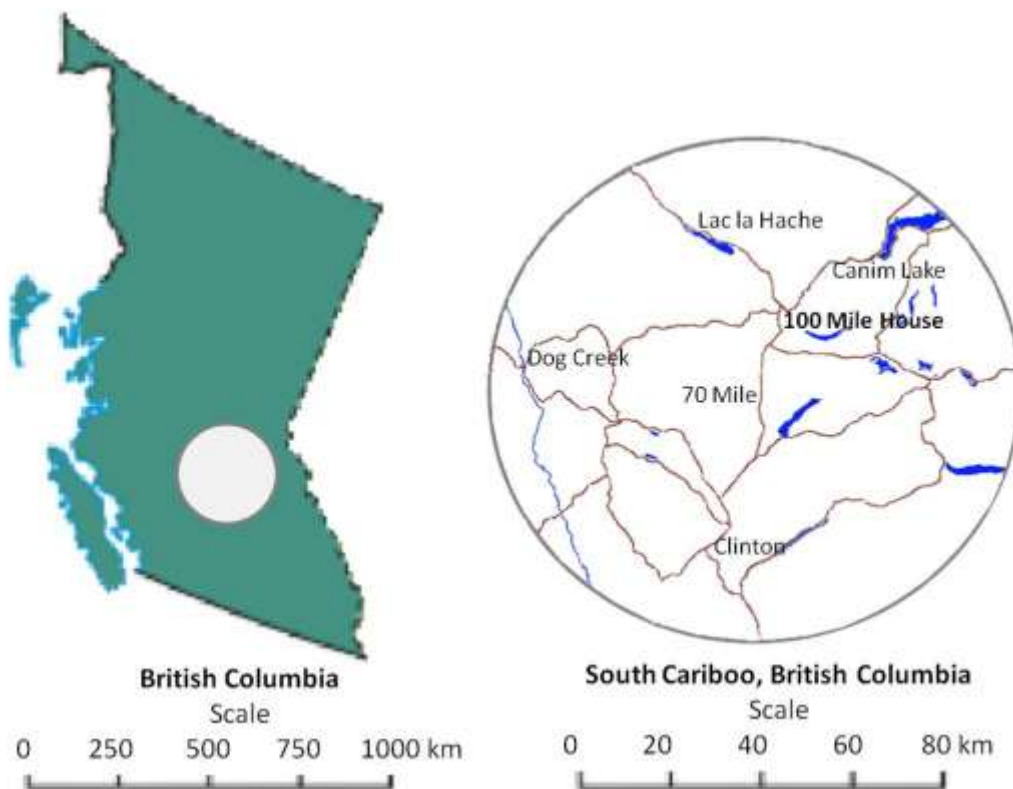 Lac la Hache
Canim Lake
100 Mile House
Dog Creek
70 Mile
Clinton
British Columbia
Scale
0 250 500 750 1000 km
South Cariboo, British Columbia
Scale
0 20 40 60 80 km